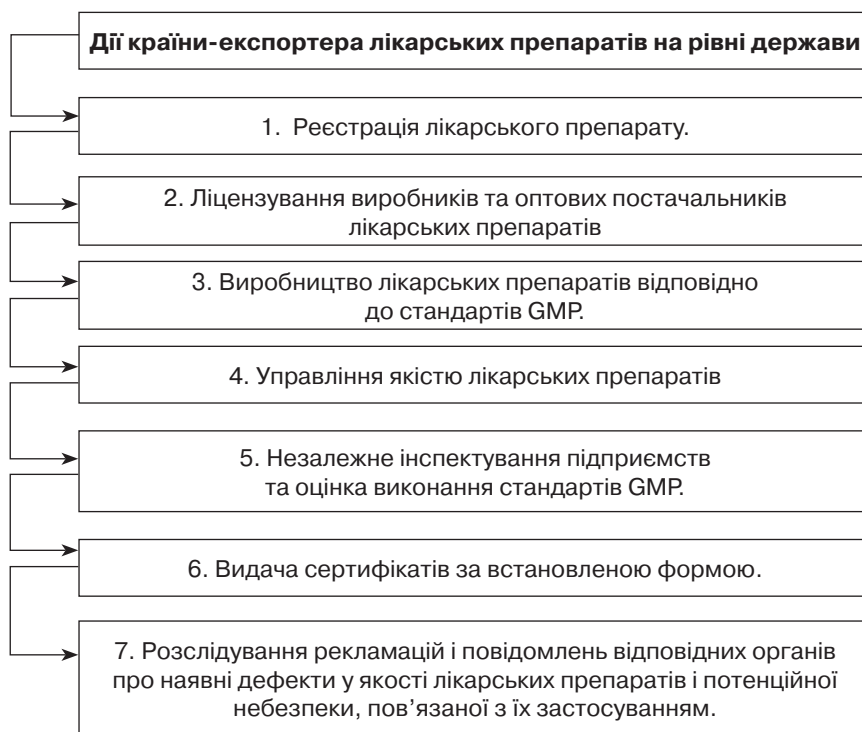 Дії країни-експортера лікарських препаратів на рівні держави
1. Реєстрація лікарського препарату.
2. Ліцензування виробників та оптових постачальників
лікарських препаратів
3. Виробництво лікарських препаратів відповідно
до стандартів GMP.
4. Управління якістю лікарських препаратів
5. Незалежне інспектування підприємств
та оцінка виконання стандартів GMP.
6. Видача сертифікатів за встановленою формою.
7. Розслідування рекламацій і повідомлень відповідних органів
про наявні дефекти у якості лікарських препаратів і потенційної
небезпеки, пов’язаної з їх застосуванням.